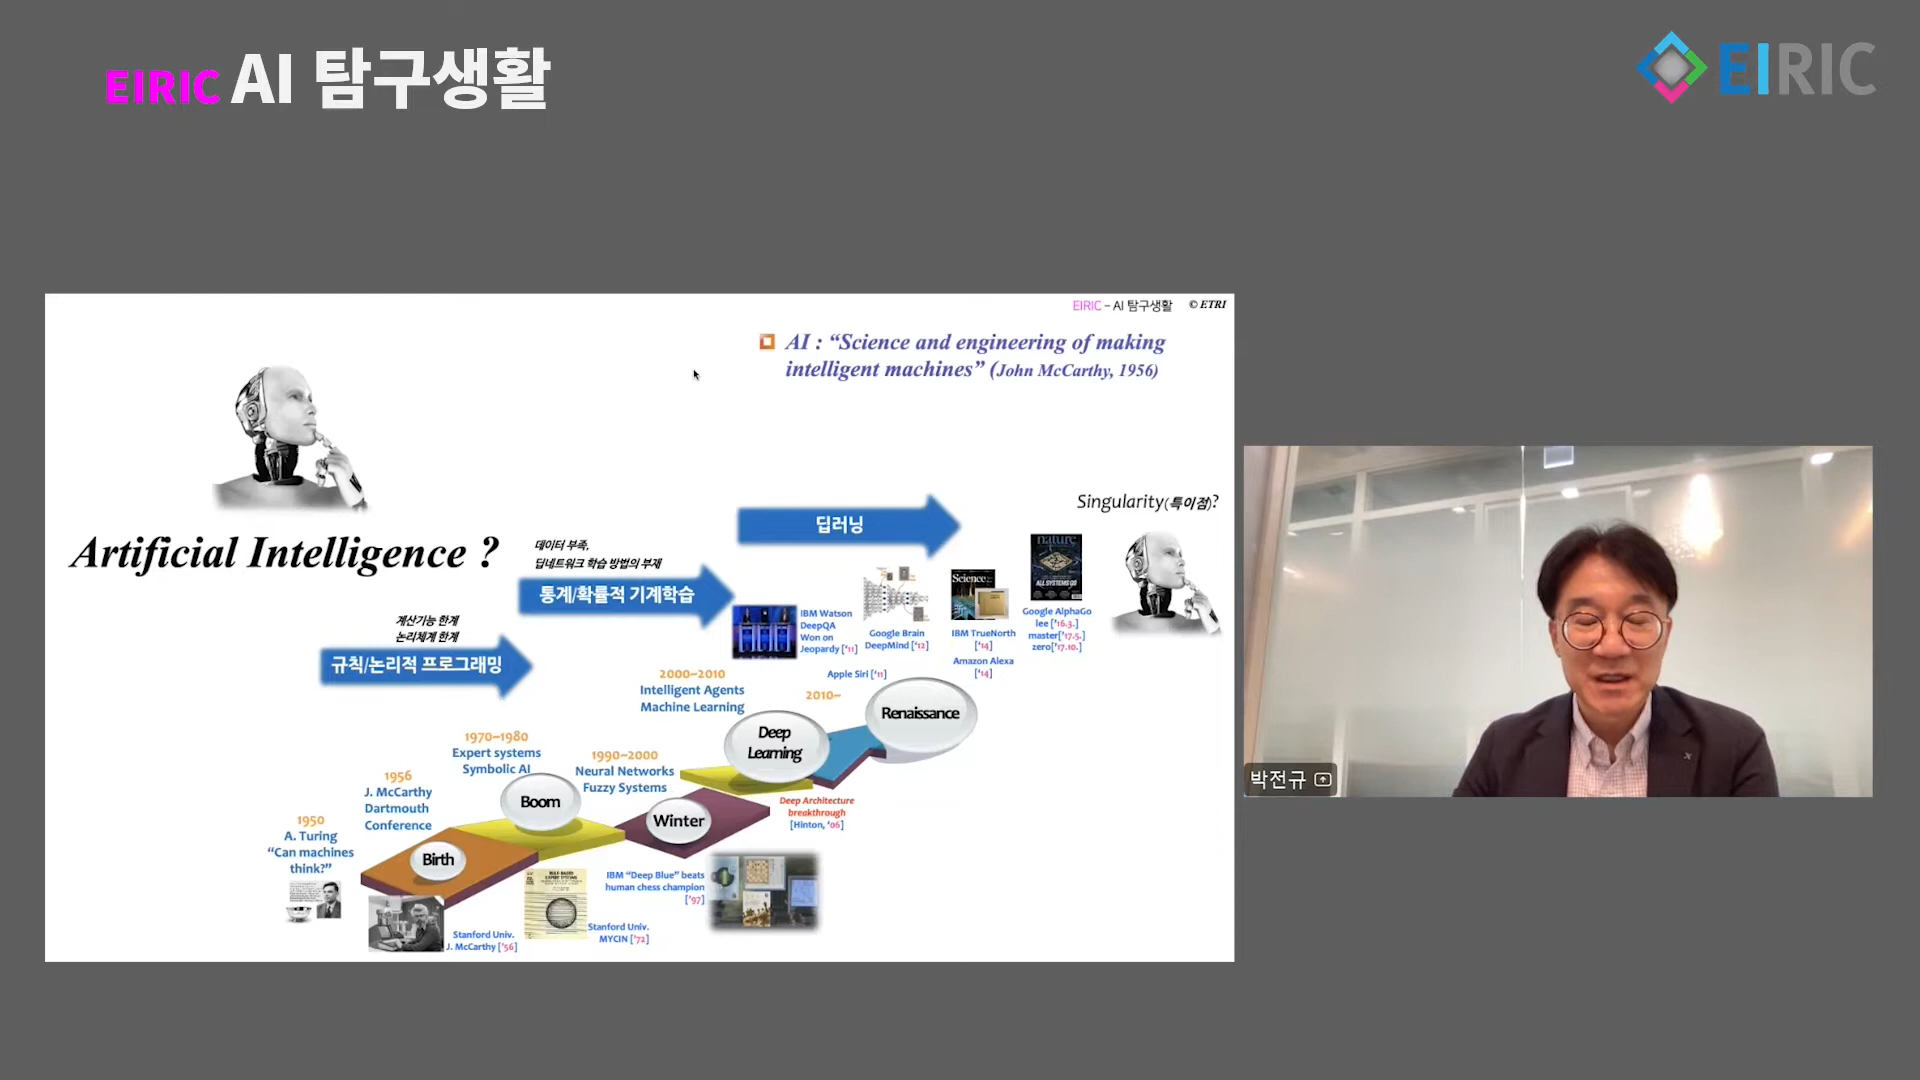 EIRIC AI 탐구생활
EIRIC
EIRIC – AI 탐구생활 © ETRI
AI : “Science and engineering of making
intelligent machines” (John McCarthy, 1956)
Artificial Intelligence ?
Singularity(특이점)?
딥러닝
데이터 부족,
딥네트워크 학습 방법의 부재
통계/확률적 기계학습
계산기능 한계
논리체계 한계
규칙/논리적 프로그래밍
IBM Watson
DeepQA
Won on
Jeopardy [‘11]
Google Brain
DeepMind [‘12]
Apple Siri [‘11]
Science
IBM TrueNorth
[‘14]
Amazon Alexa
[‘14]
nature
ALL SYSTEMS GO
Google AlphaGo
lee [‘16.3.]
master[‘17.5.]
zero[‘17.10.]
2010~
Renaissance
2000~2010
Intelligent Agents
Machine Learning
Deep
Learning
Deep Architecture
breakthrough
[Hinton, ‘06]
1990~2000
Neural Networks
Fuzzy Systems
Winter
1970~1980
Expert systems
Symbolic AI
Boom
1956
J. McCarthy
Dartmouth
Conference
Birth
1950
A. Turing
“Can machines
think?”
IBM “Deep Blue” beats
human chess champion
[’97]
RULE-BASED
EXPERT SYSTEMS
Stanford Univ.
MYCIN [’72]
Stanford Univ.
J. McCarthy [’56]
박전규